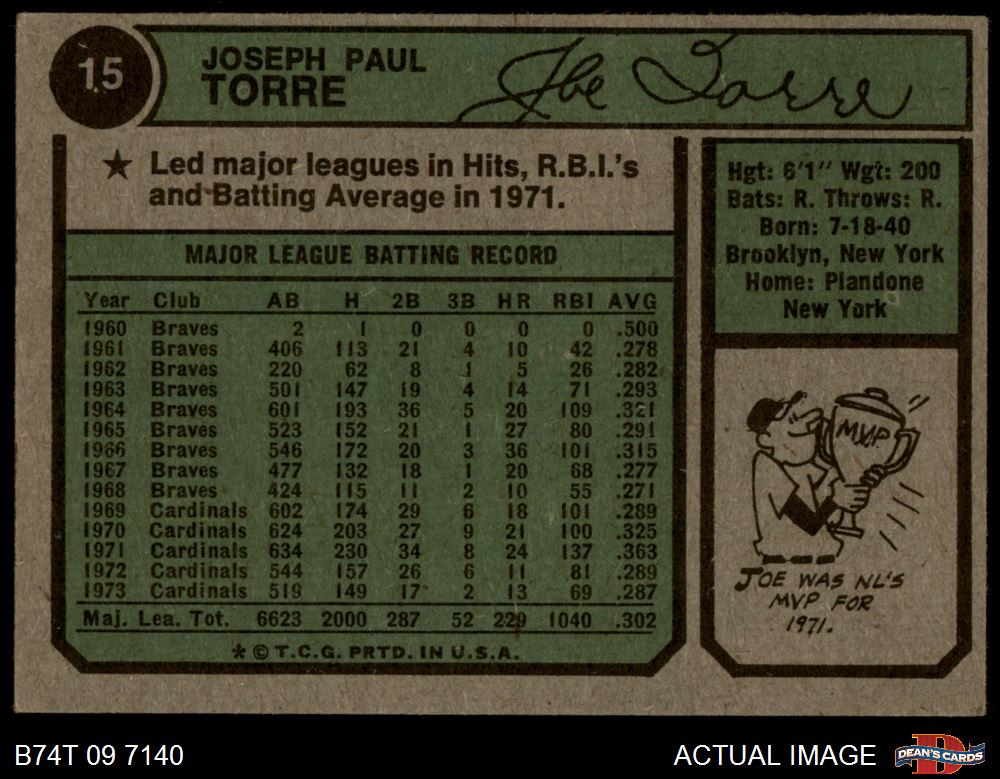 15
JOSEPH PAUL
TORRE
Joe Torre
★ Led major leagues in Hits, R.B.I.'s
and Batting Average in 1971.
MAJOR LEAGUE BATTING RECORD
Year Club AB H 2B 3B HR RBI AVG
1960 Braves 2 1 0 0 0 0 .500
1961 Braves 406 113 21 4 10 42 .278
1962 Braves 220 62 8 1 5 26 .282
1963 Braves 501 147 19 4 14 71 .293
1964 Braves 601 193 36 5 20 109 .321
1965 Braves 523 152 21 1 27 80 .291
1966 Braves 546 172 20 3 36 101 .315
1967 Braves 477 132 18 1 20 68 .277
1968 Braves 424 115 11 2 10 55 .271
1969 Cardinals 602 174 29 6 18 101 .289
1970 Cardinals 624 203 27 9 21 100 .325
1971 Cardinals 634 230 34 8 24 137 .363
1972 Cardinals 544 157 26 6 11 81 .289
1973 Cardinals 519 149 17 2 13 69 .287
Maj. Lea. Tot. 6623 2000 287 52 229 1040 .302
* © T.C.G. PRTD. IN U.S.A.
Hgt: 6'1" Wgt: 200
Bats: R. Throws: R.
Born: 7-18-40
Brooklyn, New York
Home: Plandone
New York
MVP
JOE WAS NL'S
MVP FOR
1971.
B74T 09 7140
ACTUAL IMAGE
DEAN'S CARDS